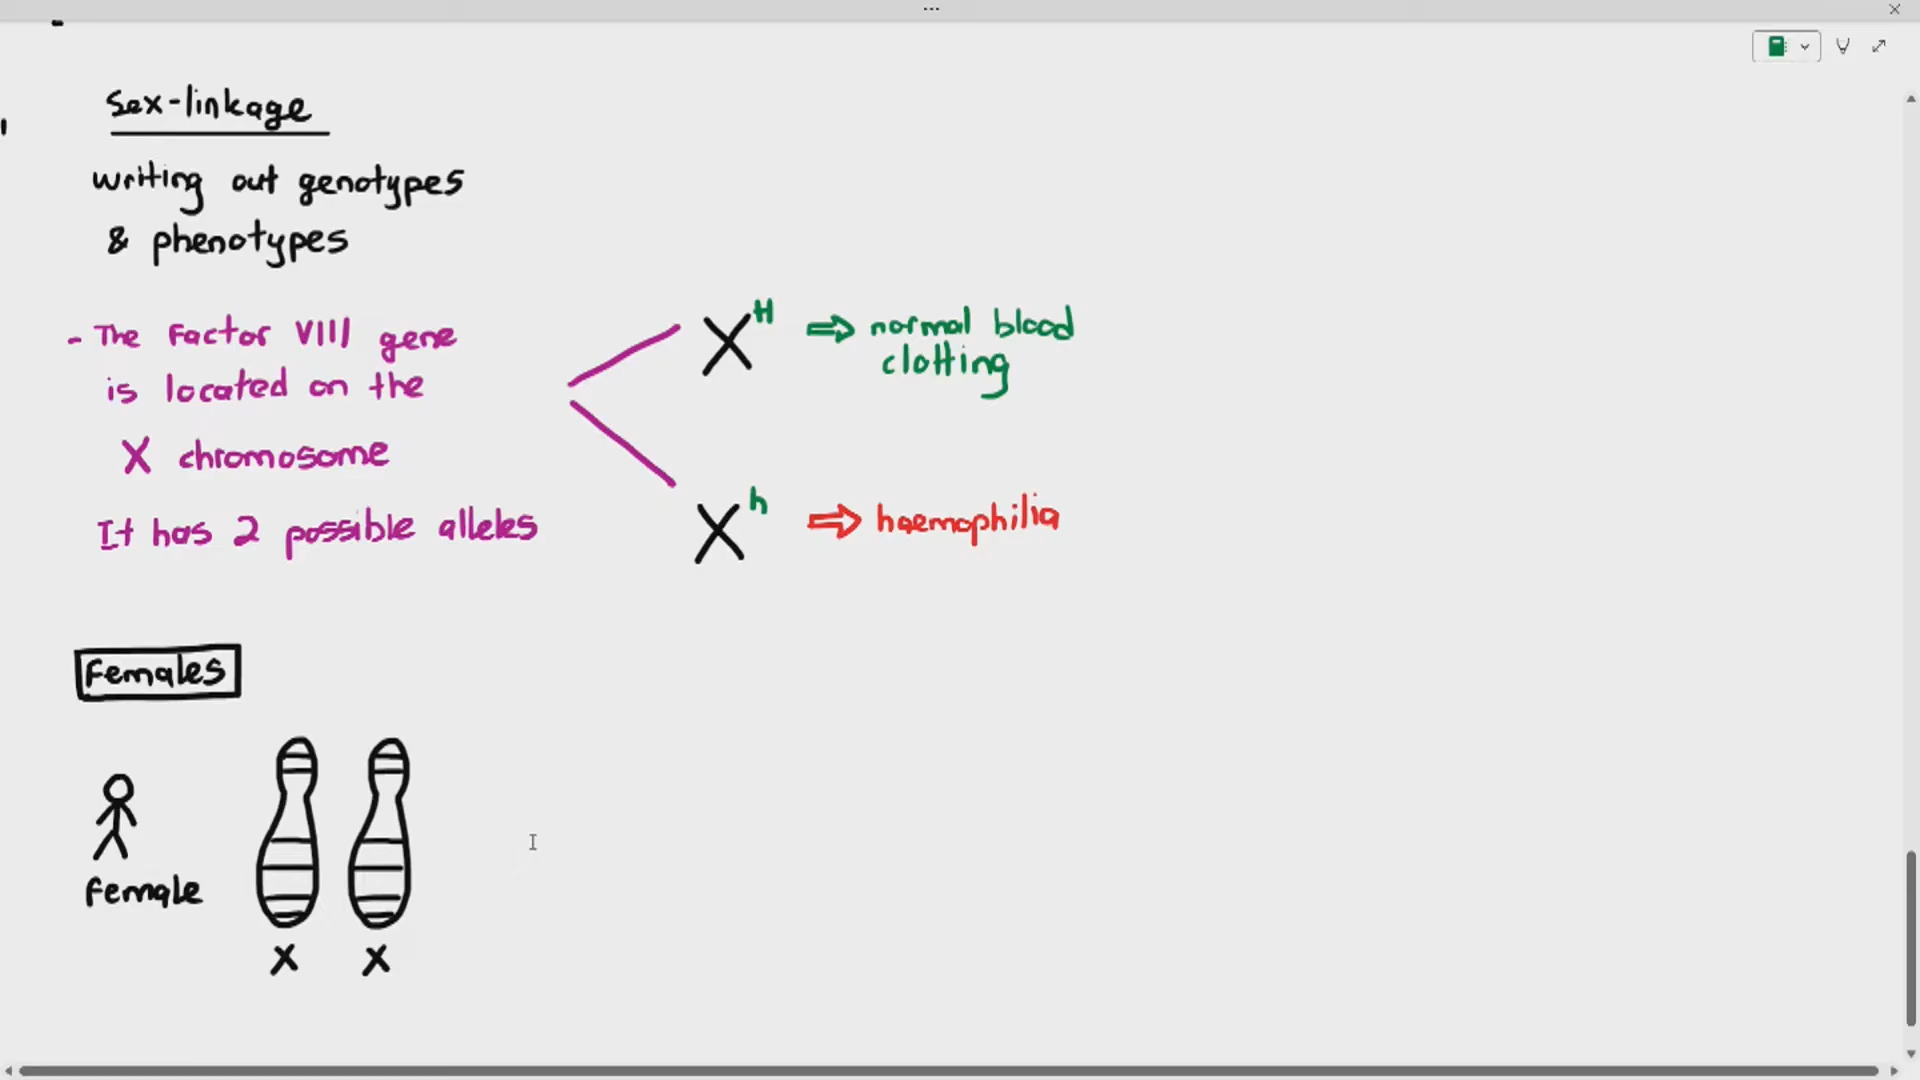 Sex-linkage
writing out genotypes
& phenotypes
- The Factor VIII gene
is located on the
X chromosome
It has 2 possible alleles
X^H ⇒ normal blood
clotting
X^h ⇒ haemophilia
Females
Female
X X